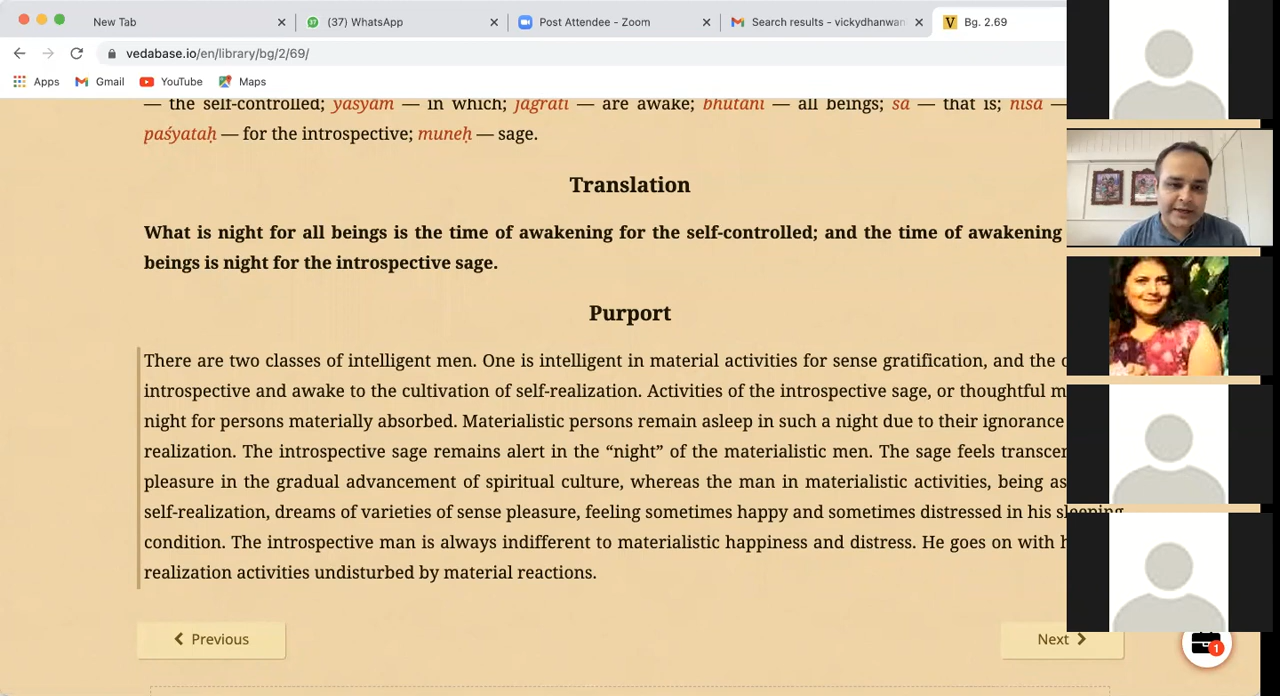 New Tab
(37) WhatsApp
Post Attendee - Zoom
Search results - vickydhanwan
Bg. 2.69
vedabase.io/en/library/bg/2/69/
Apps Gmail YouTube Maps
— the self-controlled; yasyām — in which; jāgrati — are awake; bhūtāni — all beings; sā — that is; niśā —
paśyataḥ — for the introspective; muneḥ — sage.
Translation
What is night for all beings is the time of awakening for the self-controlled; and the time of awakening
beings is night for the introspective sage.
Purport
There are two classes of intelligent men. One is intelligent in material activities for sense gratification, and the
introspective and awake to the cultivation of self-realization. Activities of the introspective sage, or thoughtful
night for persons materially absorbed. Materialistic persons remain asleep in such a night due to their ignorance
realization. The introspective sage remains alert in the “night” of the materialistic men. The sage feels
pleasure in the gradual advancement of spiritual culture, whereas the man in materialistic activities, being
self-realization, dreams of varieties of sense pleasure, feeling sometimes happy and sometimes distressed in his sleeping
condition. The introspective man is always indifferent to materialistic happiness and distress. He goes on with
realization activities undisturbed by material reactions.
Previous
Next
1